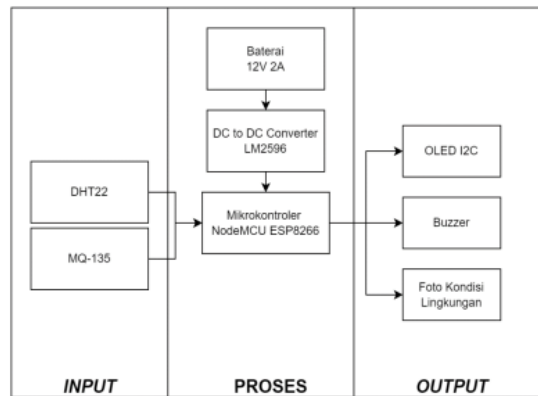 Baterai
12V 2A
DC to DC Converter
LM2596
DHT22
MQ-135
Mikrokontroler
NodeMCU ESP8266
OLED I2C
Buzzer
Foto Kondisi
Lingkungan
INPUT
PROSES
OUTPUT